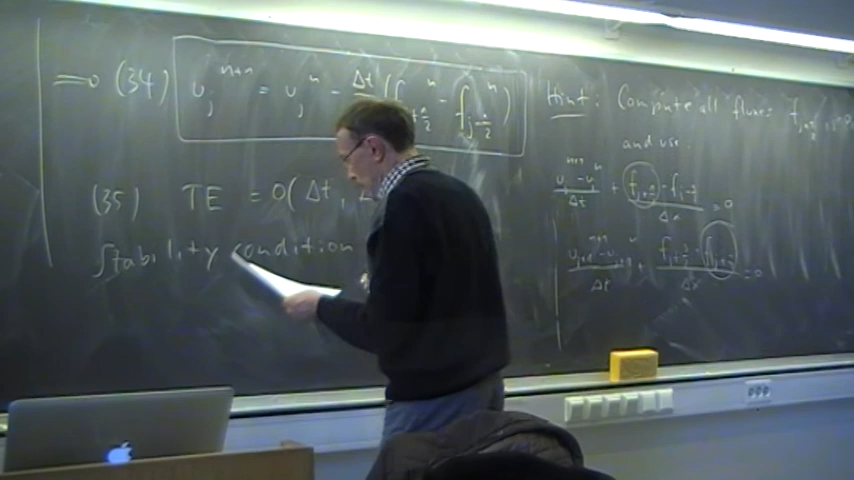 ⇒ (34) u_j^{n+1} = u_j^n - Δt ( f^n - f_{j-1/2}^n )
(35) TE = O( Δt,
Stability condition
Hint: Compute all fluxes f_{j+1/2}
and use:
(u_j^{n+1} - u_j^n)/Δt + (f_{j+1/2} - f_{j-1/2})/Δx = 0
(u_{j+1}^{n+1} - u_{j+1}^n)/Δt + (f_{j+3/2} - f_{j+1/2})/Δx = 0